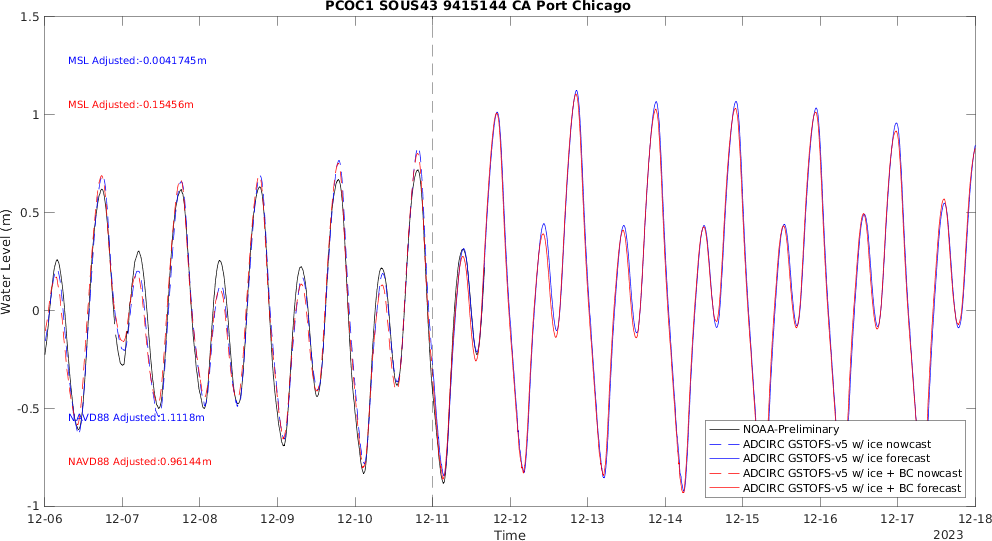 PCOC1 SOUS43 9415144 CA Port Chicago
1.5
MSL Adjusted:-0.0041745m
MSL Adjusted:-0.15456m
1
0.5
Water Level (m)
0
-0.5
NAVD88 Adjusted:1.1118m
NAVD88 Adjusted:0.96144m
NOAA-Preliminary
ADCIRC GSTOFS-v5 w/ ice nowcast
ADCIRC GSTOFS-v5 w/ ice forecast
ADCIRC GSTOFS-v5 w/ ice + BC nowcast
ADCIRC GSTOFS-v5 w/ ice + BC forecast
-1
12-06 12-07 12-08 12-09 12-10 12-11 12-12 12-13 12-14 12-15 12-16 12-17 12-18
Time
2023